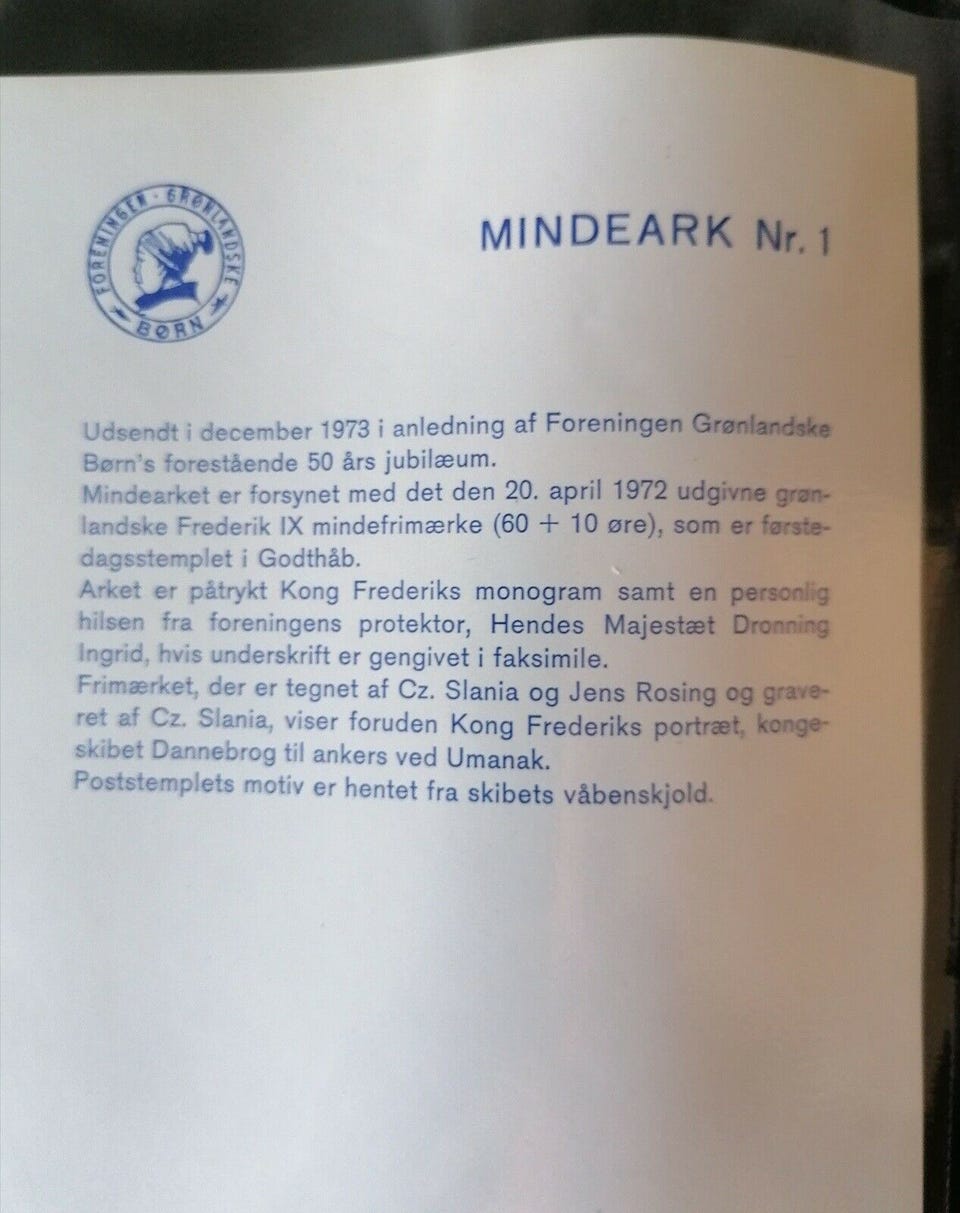 FORENINGEN · GRØNLANDSKE
BØRN
MINDEARK Nr. 1
Udsendt i december 1973 i anledning af Foreningen Grønlandske
Børn's forestående 50 års jubilæum.
Mindearket er forsynet med det den 20. april 1972 udgivne grøn-
landske Frederik IX mindefrimærke (60 + 10 øre), som er første-
dagsstemplet i Godthåb.
Arket er påtrykt Kong Frederiks monogram samt en personlig
hilsen fra foreningens protektor, Hendes Majestæt Dronning
Ingrid, hvis underskrift er gengivet i faksimile.
Frimærket, der er tegnet af Cz. Slania og Jens Rosing og grave-
ret af Cz. Slania, viser foruden Kong Frederiks portræt, konge-
skibet Dannebrog til ankers ved Umanak.
Poststemplets motiv er hentet fra skibets våbenskjold.